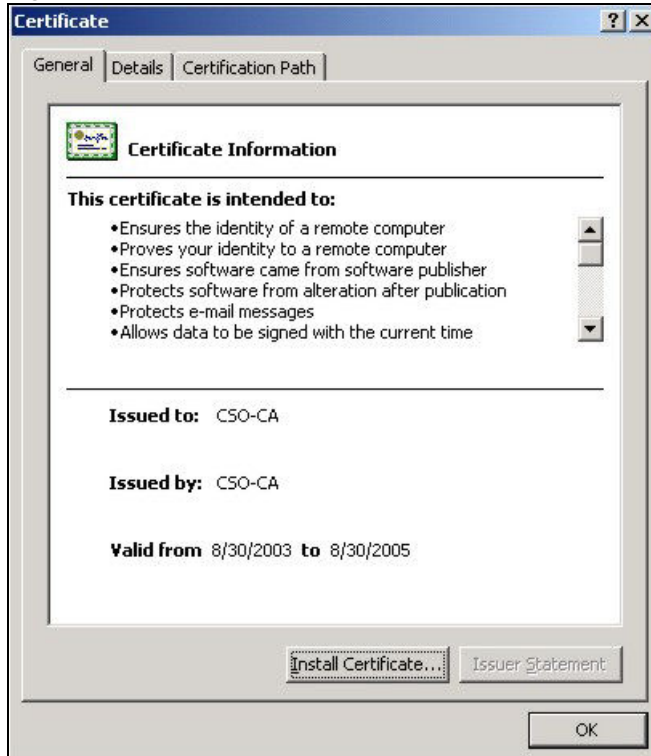 Certificate
General
Details
Certification Path
Certificate Information
This certificate is intended to:
•Ensures the identity of a remote computer
•Proves your identity to a remote computer
•Ensures software came from software publisher
•Protects software from alteration after publication
•Protects e-mail messages
•Allows data to be signed with the current time
Issued to: CSO-CA
Issued by: CSO-CA
Valid from 8/30/2003 to 8/30/2005
Install Certificate...
Issuer Statement
OK